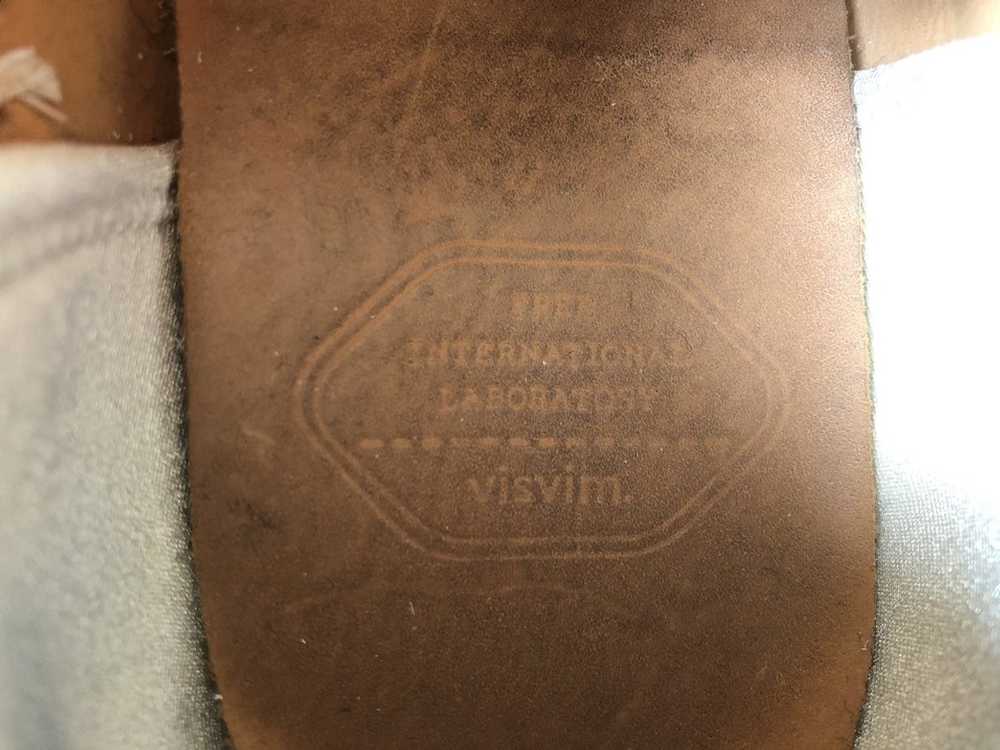 FREE
INTERNATIONAL
LABORATORY
visvim.